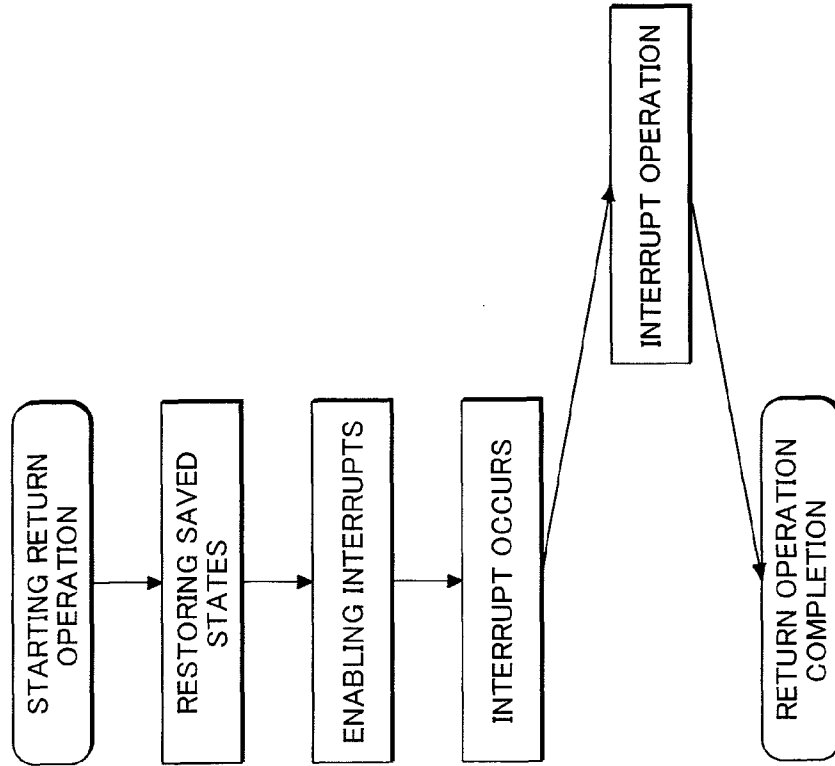 STARTING RETURN
OPERATION
RESTORING SAVED
STATES
ENABLING INTERRUPTS
INTERRUPT OCCURS
INTERRUPT OPERATION
RETURN OPERATION
COMPLETION